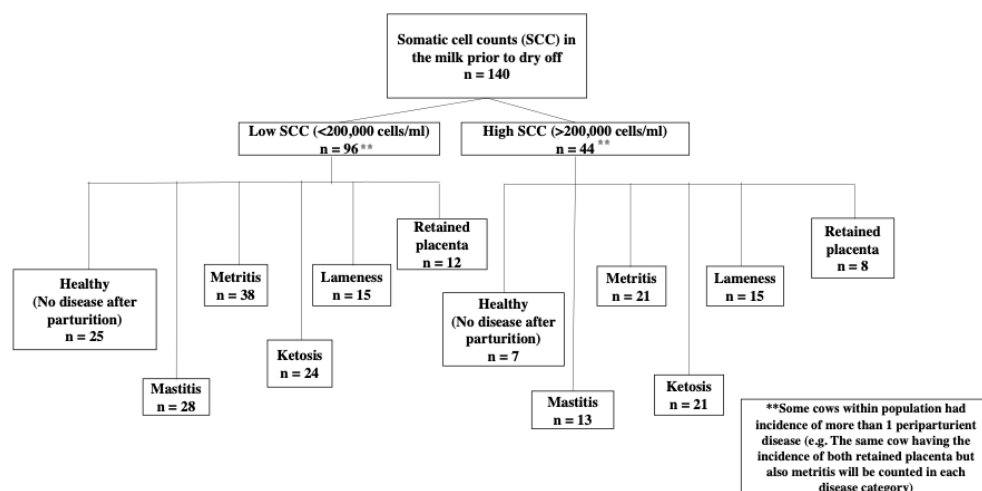 Somatic cell counts (SCC) in
the milk prior to dry off
n = 140
Low SCC (<200,000 cells/ml)
n = 96**
High SCC (>200,000 cells/ml)
n = 44**
Healthy
(No disease after
parturition)
n = 25
Mastitis
n = 28
Metritis
n = 38
Ketosis
n = 24
Lameness
n = 15
Retained
placenta
n = 12
Healthy
(No disease after
parturition)
n = 7
Mastitis
n = 13
Metritis
n = 21
Ketosis
n = 21
Lameness
n = 15
Retained
placenta
n = 8
**Some cows within population had
incidence of more than 1 periparturient
disease (e.g. The same cow having the
incidence of both retained placenta but
also metritis will be counted in each
disease category)